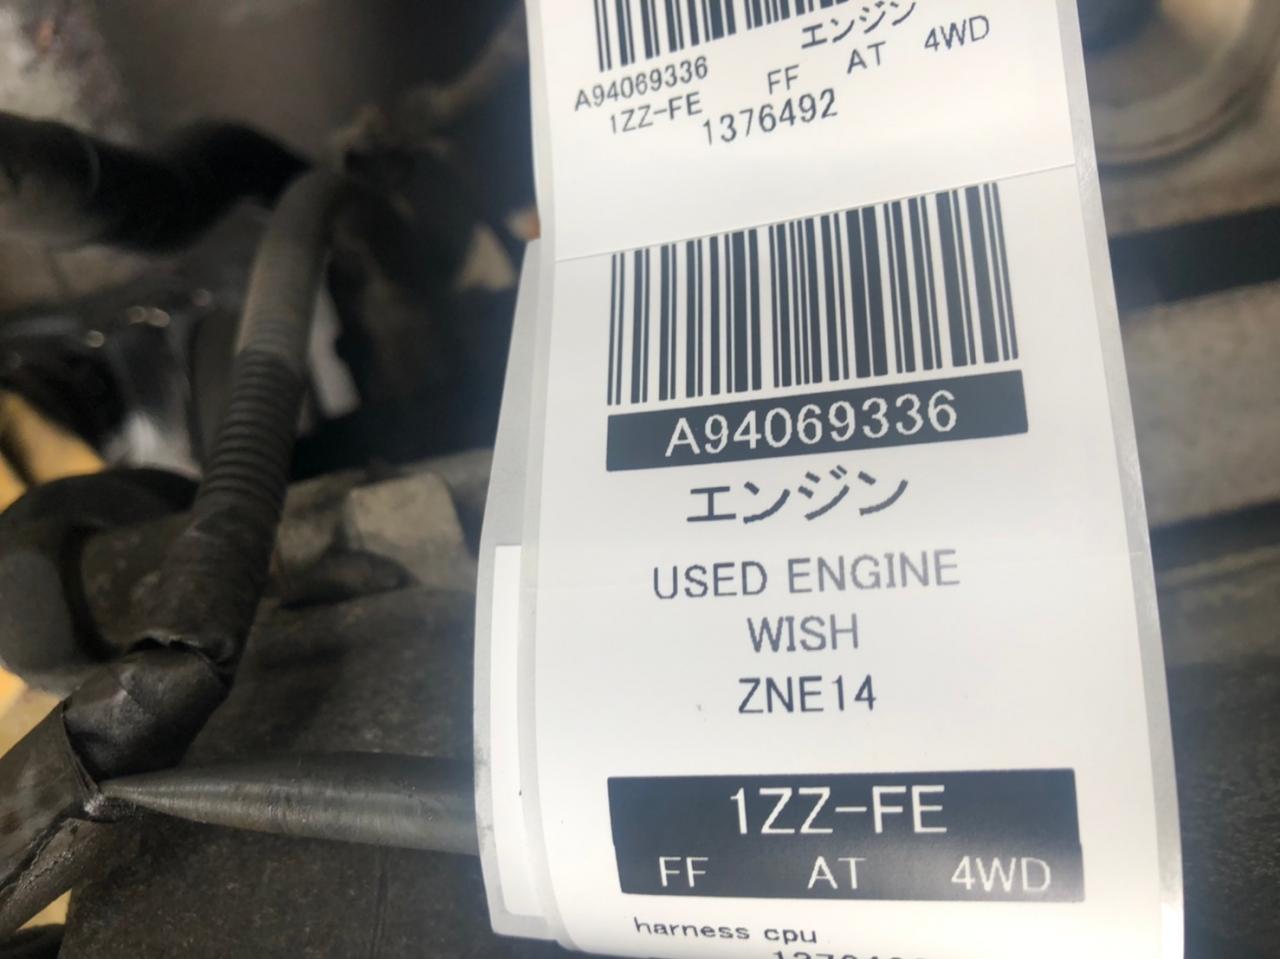 エンジン
A94069336 FF AT 4WD
1ZZ-FE
1376492
A94069336
エンジン
USED ENGINE
WISH
ZNE14
1ZZ-FE
FF AT 4WD
harness cpu